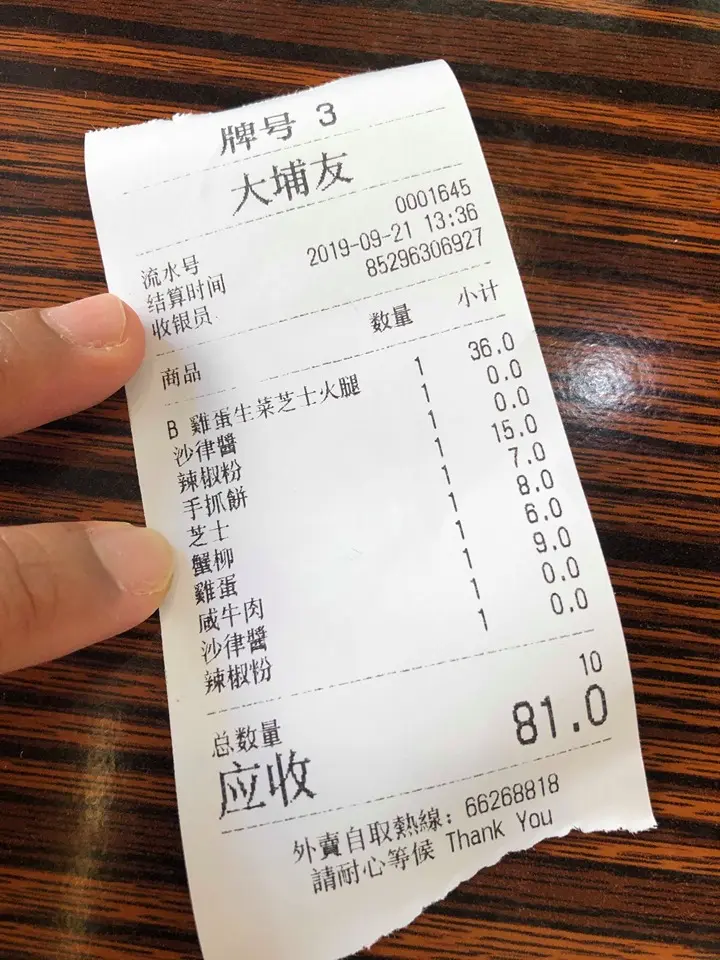 牌号 3
大埔友
流水号 0001645
结算时间 2019-09-21 13:36
收银员 85296306927
商品 数量 小计
B 雞蛋生菜芝士火腿 1 36.0
沙律醬 1 0.0
辣椒粉 1 0.0
手抓餅 1 15.0
芝士 1 7.0
蟹柳 1 8.0
雞蛋 1 6.0
咸牛肉 1 9.0
沙律醬 1 0.0
辣椒粉 1 0.0
总数量 10
应收 81.0
外賣自取熱線: 66268818
請耐心等候 Thank You